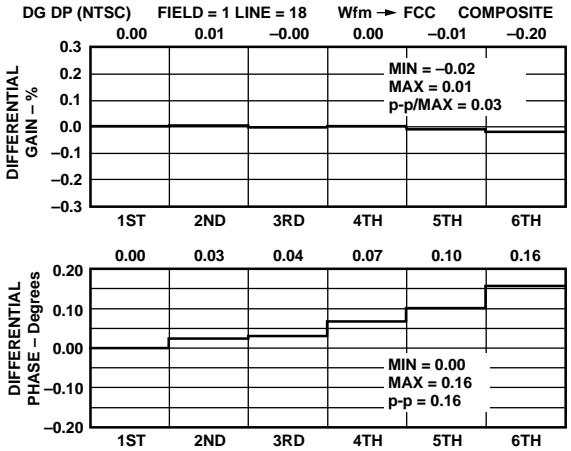 DG DP (NTSC) FIELD = 1 LINE = 18 Wfm → FCC COMPOSITE
0.00 0.01 –0.00 0.00 –0.01 –0.20
DIFFERENTIAL
GAIN – %
0.3
0.2
0.1
0.0
–0.1
–0.2
–0.3
MIN = –0.02
MAX = 0.01
p-p/MAX = 0.03
1ST 2ND 3RD 4TH 5TH 6TH
0.00 0.03 0.04 0.07 0.10 0.16
DIFFERENTIAL
PHASE – Degrees
0.20
0.10
0.00
–0.10
–0.20
MIN = 0.00
MAX = 0.16
p-p = 0.16
1ST 2ND 3RD 4TH 5TH 6TH